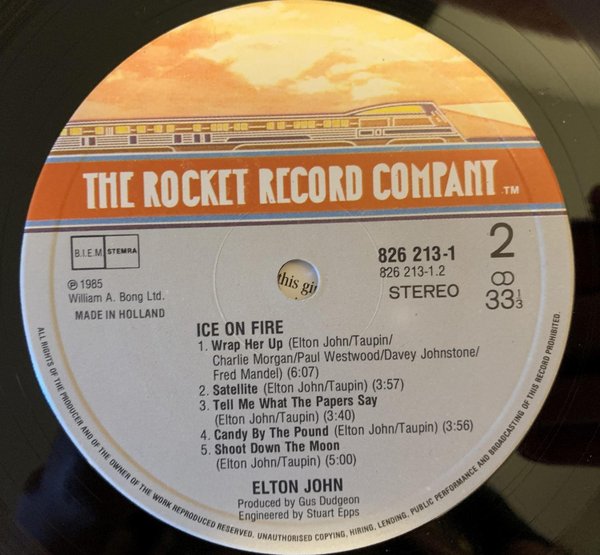 THE ROCKET RECORD COMPANY .TM
B.I.E.M STEMRA
℗ 1985
William A. Bong Ltd.
MADE IN HOLLAND
this gi
826 213-1
826 213-1.2
STEREO
2
33 1/3
ICE ON FIRE
1. Wrap Her Up (Elton John/Taupin/
Charlie Morgan/Paul Westwood/Davey Johnstone/
Fred Mandel) (6:07)
2. Satellite (Elton John/Taupin) (3:57)
3. Tell Me What The Papers Say
(Elton John/Taupin) (3:40)
4. Candy By The Pound (Elton John/Taupin) (3:56)
5. Shoot Down The Moon
(Elton John/Taupin) (5:00)
ELTON JOHN
Produced by Gus Dudgeon
Engineered by Stuart Epps
ALL RIGHTS OF THE PRODUCER AND OF THE OWNER OF THE WORK REPRODUCED RESERVED. UNAUTHORISED COPYING, HIRING, LENDING, PUBLIC PERFORMANCE AND BROADCASTING OF THIS RECORD PROHIBITED.